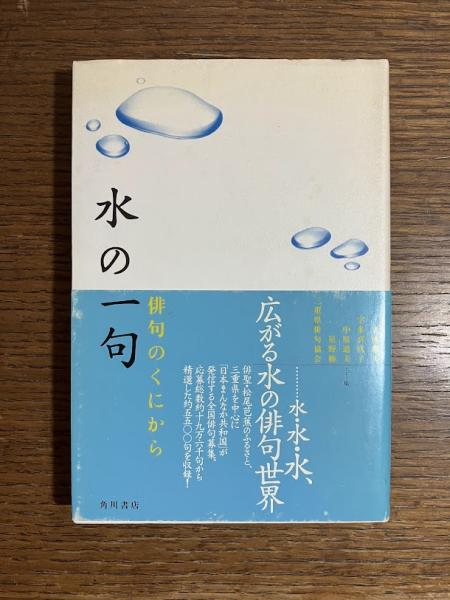 水の一句
俳句のくにから
三重県俳句協会
星野椿
中原道夫
宇多喜代子
水・水・水、
広がる水の俳句世界
俳聖・松尾芭蕉のふるさと、
三重県を中心に
「日本まんなか共和国」が
発信する全国俳句募集。
応募総数約十九万六千句から
精選した約五五〇〇句を収録!
角川書店